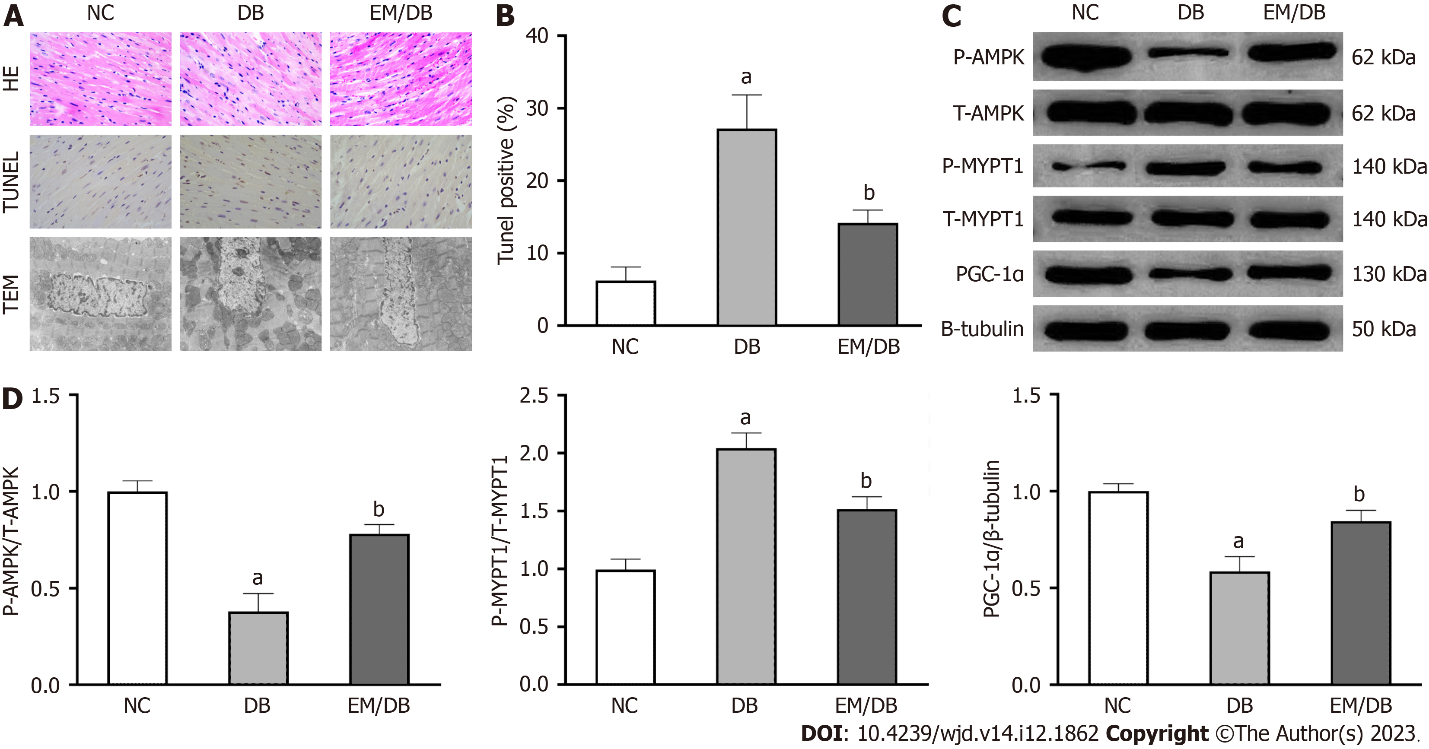 A
NC DB EM/DB
HE
TUNEL
TEM
B
Tunel positive (%)
40
30
20
10
0
a
b
NC DB EM/DB
C
NC DB EM/DB
P-AMPK 62 kDa
T-AMPK 62 kDa
P-MYPT1 140 kDa
T-MYPT1 140 kDa
PGC-1α 130 kDa
B-tubulin 50 kDa
D
P-AMPK/T-AMPK
1.5
1.0
0.5
0.0
a
b
NC DB EM/DB
P-MYPT1/T-MYPT1
2.5
2.0
1.5
1.0
0.5
0.0
a
b
NC DB EM/DB
PGC-1α/β-tubulin
1.5
1.0
0.5
0.0
a
b
NC DB EM/DB
DOI: 10.4239/wjd.v14.i12.1862 Copyright ©The Author(s) 2023.